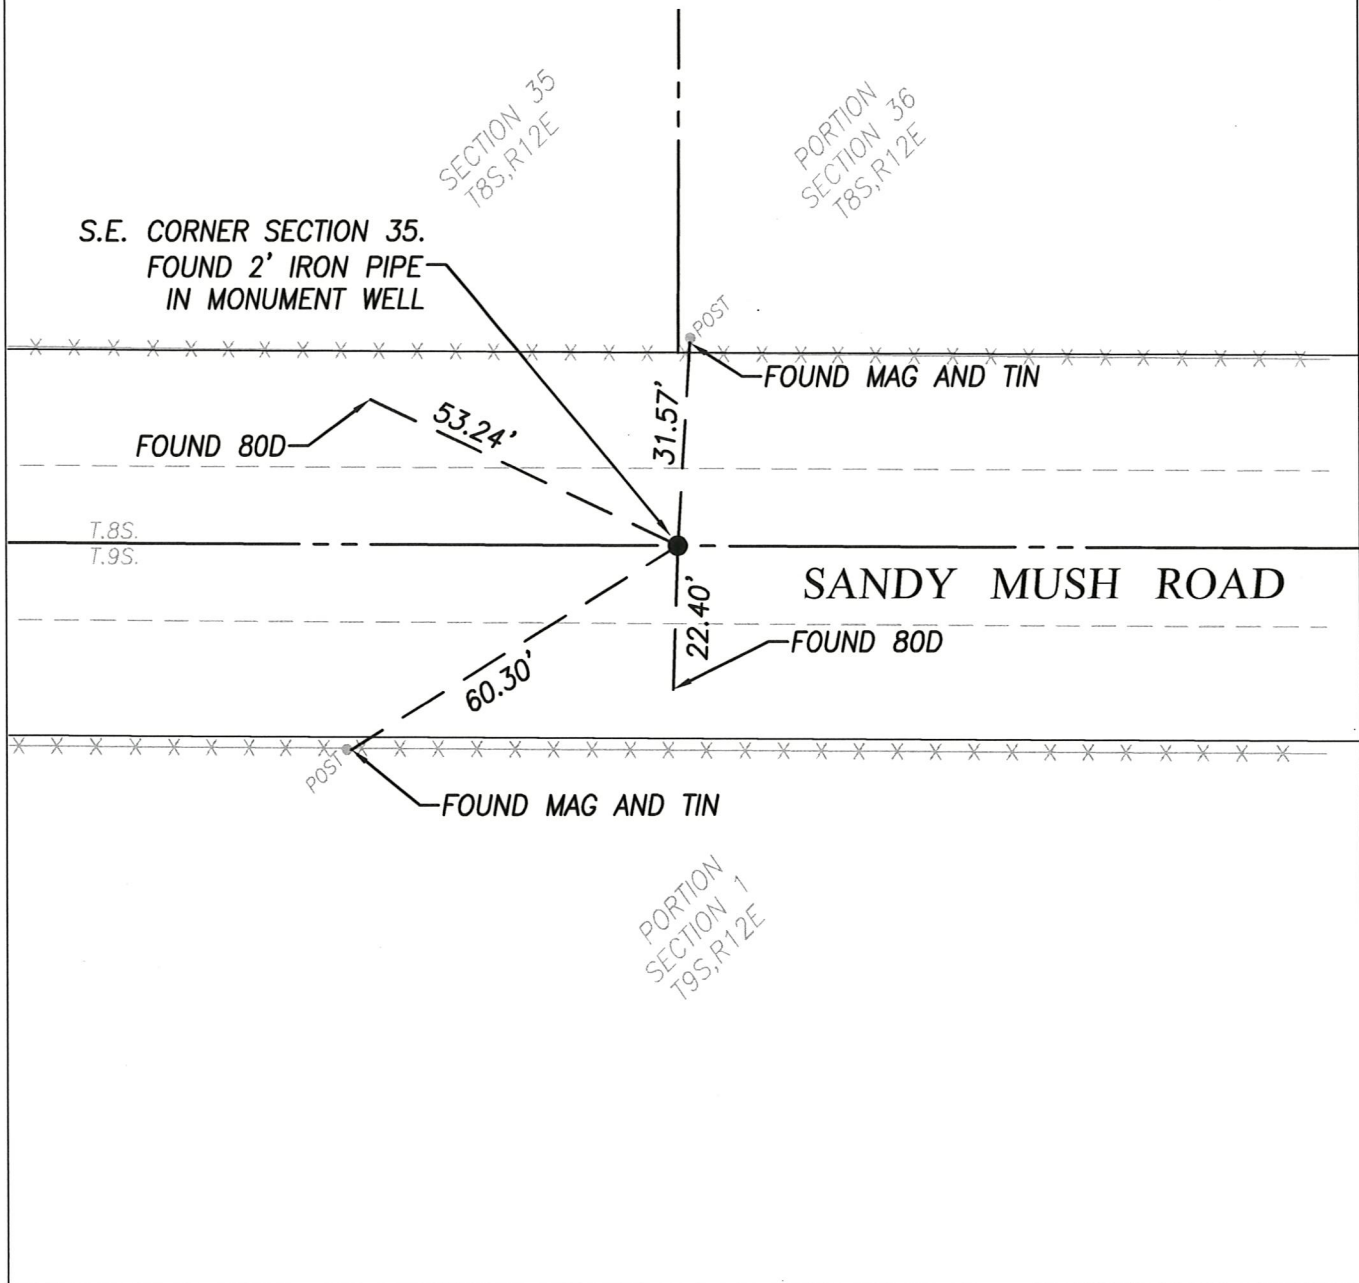 SECTION 35
T8S,R12E
PORTION
SECTION 36
T8S,R12E
S.E. CORNER SECTION 35.
FOUND 2' IRON PIPE
IN MONUMENT WELL
POST
FOUND MAG AND TIN
31.57'
53.24'
FOUND 80D
T.8S.
T.9S.
SANDY MUSH ROAD
22.40'
FOUND 80D
60.30'
POST
FOUND MAG AND TIN
PORTION
SECTION 1
T9S,R12E